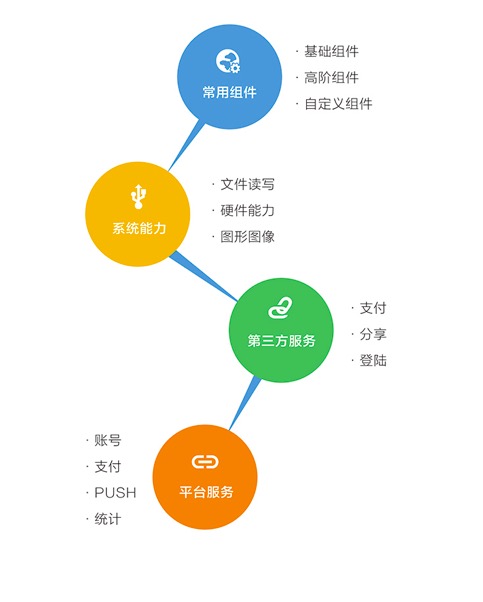 常用组件
· 基础组件
· 高阶组件
· 自定义组件
系统能力
· 文件读写
· 硬件能力
· 图形图像
第三方服务
· 支付
· 分享
· 登陆
平台服务
· 账号
· 支付
· PUSH
· 统计